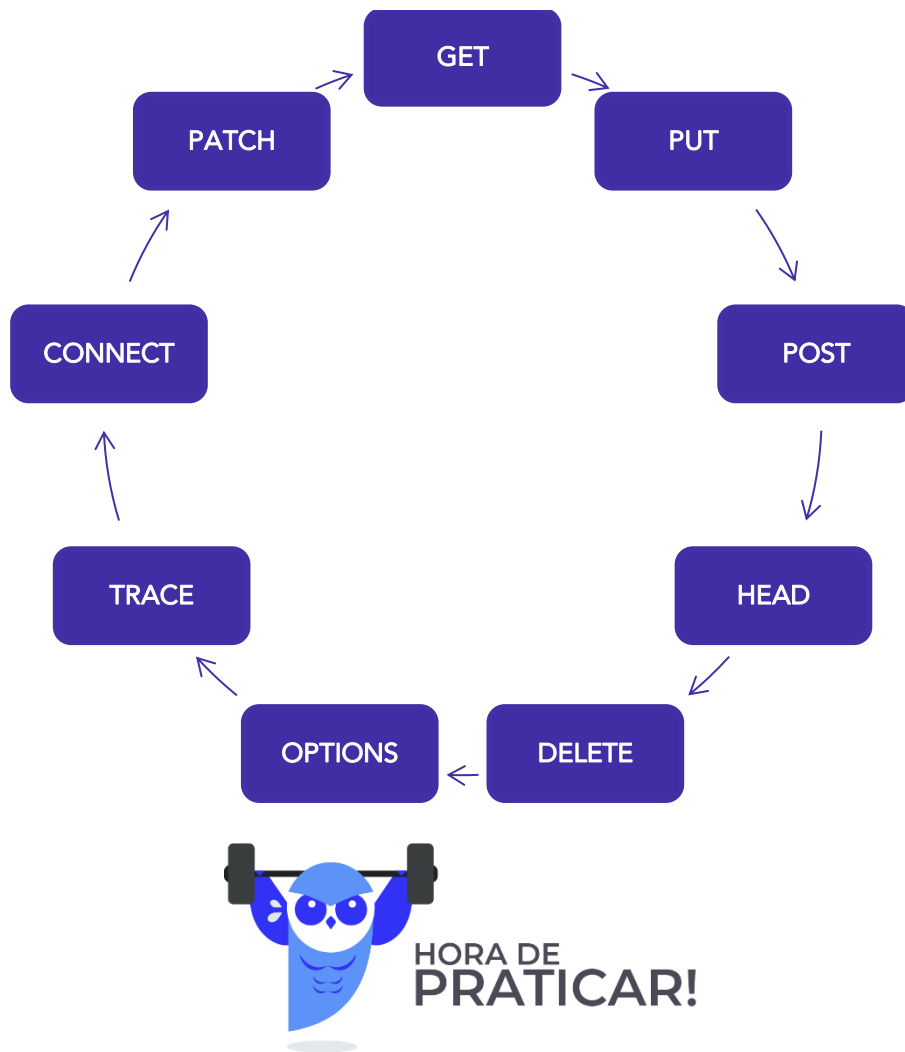 GET
PUT
POST
HEAD
DELETE
OPTIONS
TRACE
CONNECT
PATCH
HORA DE
PRATICAR!